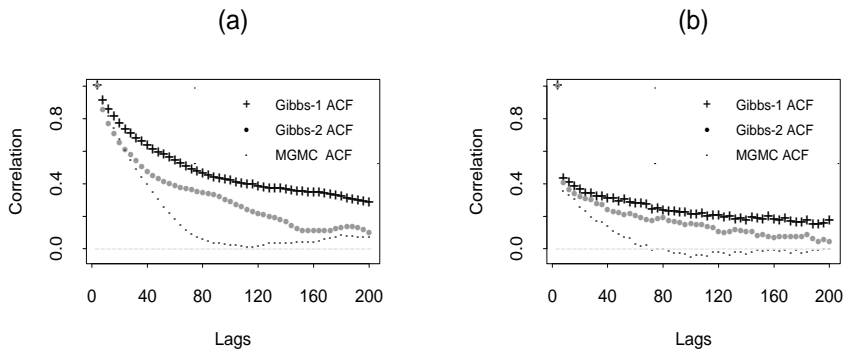 (a)
Correlation
0.0
0.4
0.8
+ Gibbs-1 ACF
• Gibbs-2 ACF
· MGMC ACF
0 40 80 120 160 200
Lags
(b)
Correlation
0.0
0.4
0.8
+ Gibbs-1 ACF
• Gibbs-2 ACF
· MGMC ACF
0 40 80 120 160 200
Lags